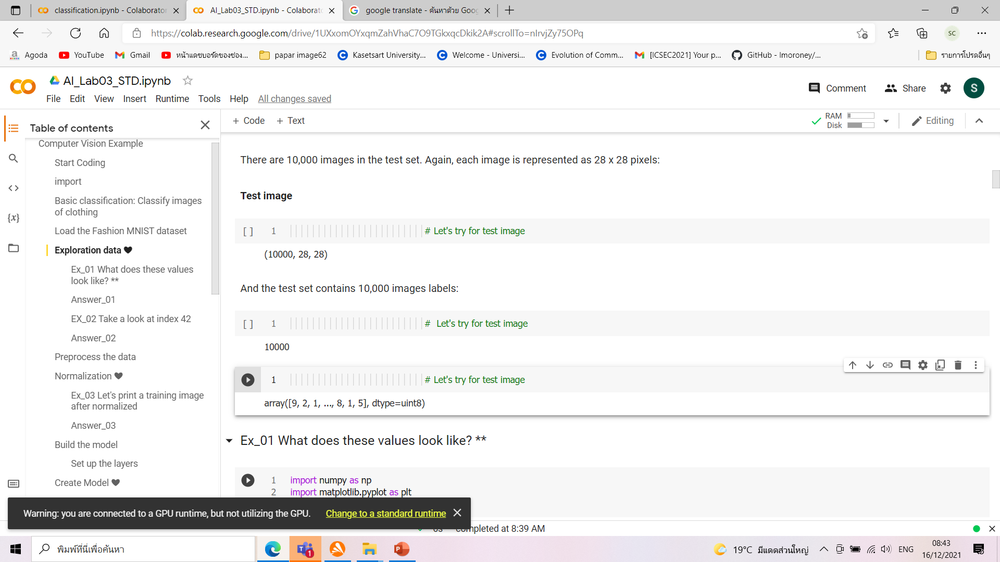 classification.ipynb - Colaborator
AI_Lab03_STD.ipynb - Colaborato
google translate - ค้นหาด้วย Goog
https://colab.research.google.com/drive/1UXxomOYxqmZahVhaC7O9TGkxqcDkik2A#scrollTo=nIrvjZy75OPq
SC
Agoda
YouTube
Gmail
หน้าแดชบอร์ดของช่อง...
papar image62
Kasetsart University...
Welcome - Universi...
Evolution of Comm...
[ICSEC2021] Your p...
GitHub - lmoroney/...
รายการโปรดอื่นๆ
AI_Lab03_STD.ipynb
File Edit View Insert Runtime Tools Help All changes saved
Comment
Share
S
Table of contents
+ Code + Text
RAM
Disk
Editing
Computer Vision Example
Start Coding
import
Basic classification: Classify images
of clothing
Load the Fashion MNIST dataset
Exploration data 🖤
Ex_01 What does these values
look like? **
Answer_01
EX_02 Take a look at index 42
Answer_02
Preprocess the data
Normalization 🖤
Ex_03 Let's print a training image
after normalized
Answer_03
Build the model
Set up the layers
Create Model 🖤
There are 10,000 images in the test set. Again, each image is represented as 28 x 28 pixels:
Test image
[ ] 1 # Let's try for test image
(10000, 28, 28)
And the test set contains 10,000 images labels:
[ ] 1 # Let's try for test image
10000
1 # Let's try for test image
array([9, 2, 1, ..., 8, 1, 5], dtype=uint8)
Ex_01 What does these values look like? **
1 import numpy as np
2 import matplotlib.pyplot as plt
Warning: you are connected to a GPU runtime, but not utilizing the GPU. Change to a standard runtime
0s completed at 8:39 AM
พิมพ์ที่นี่เพื่อค้นหา
1
19°C มีแดดส่วนใหญ่
ENG
08:43
16/12/2021